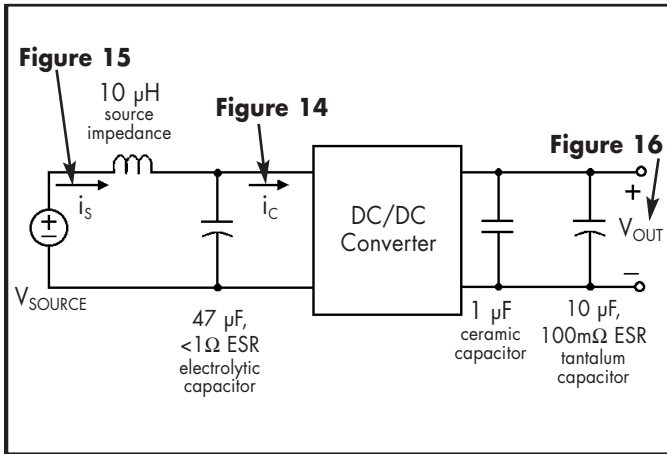 Figure 15
10 µH
source
impedance
Figure 14
Figure 16
iS
iC
DC/DC
Converter
+
VOUT
–
+
–
VSOURCE
47 µF,
<1Ω ESR
electrolytic
capacitor
1 µF
ceramic
capacitor
10 µF,
100mΩ ESR
tantalum
capacitor